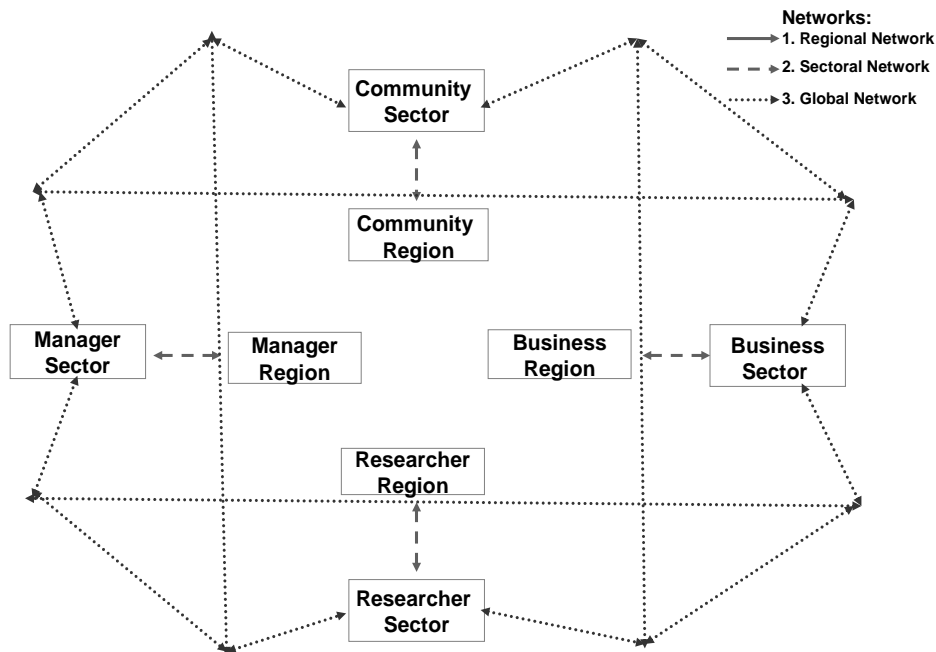 Networks:
1. Regional Network
2. Sectoral Network
3. Global Network
Community
Sector
Community
Region
Manager
Sector
Manager
Region
Business
Region
Business
Sector
Researcher
Region
Researcher
Sector